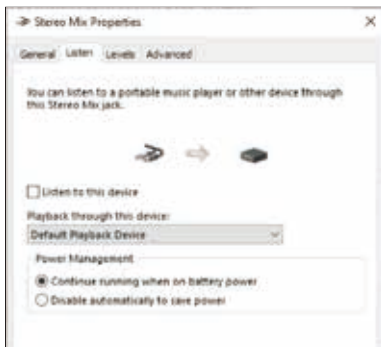 Stereo Mix Properties
General Listen Levels Advanced
You can listen to a portable music player or other device through
this Stereo Mix jack.
Listen to this device
Playback through this device:
Default Playback Device
Power Management
Continue running when on battery power
Disable automatically to save power